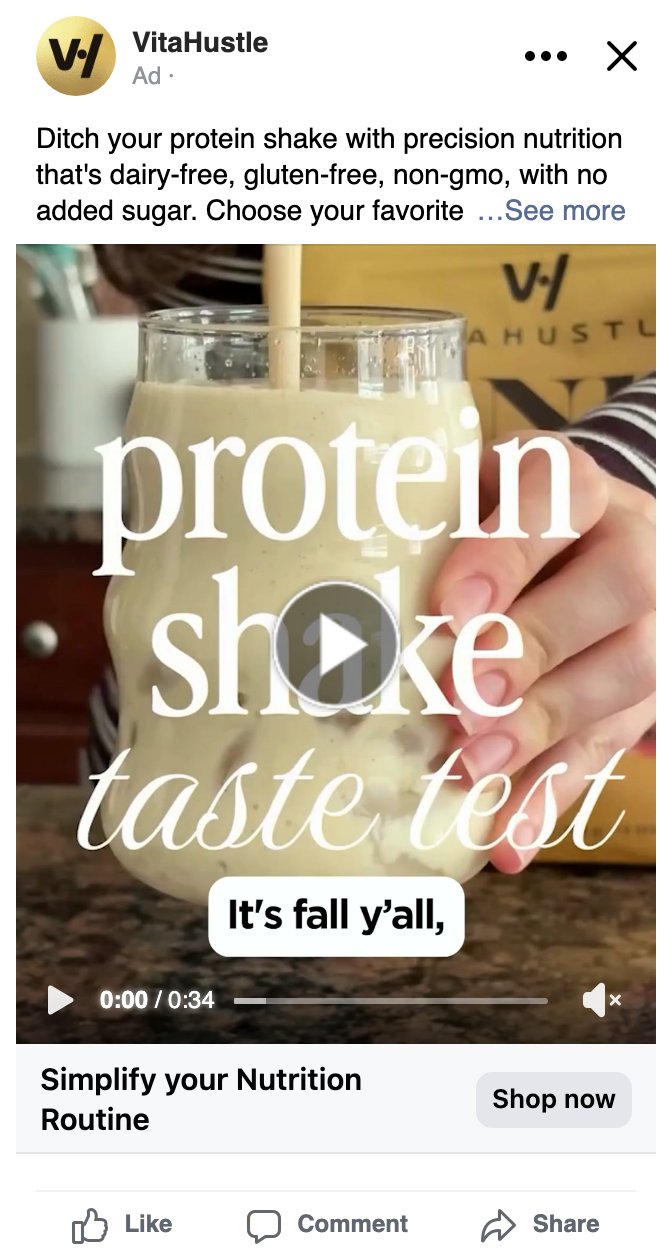 VitaHustle
Ad ·
Ditch your protein shake with precision nutrition
that's dairy-free, gluten-free, non-gmo, with no
added sugar. Choose your favorite ...See more
AHUSTL
protein
shake
taste test
It's fall y’all,
0:00 / 0:34
Simplify your Nutrition
Routine
Shop now
Like
Comment
Share